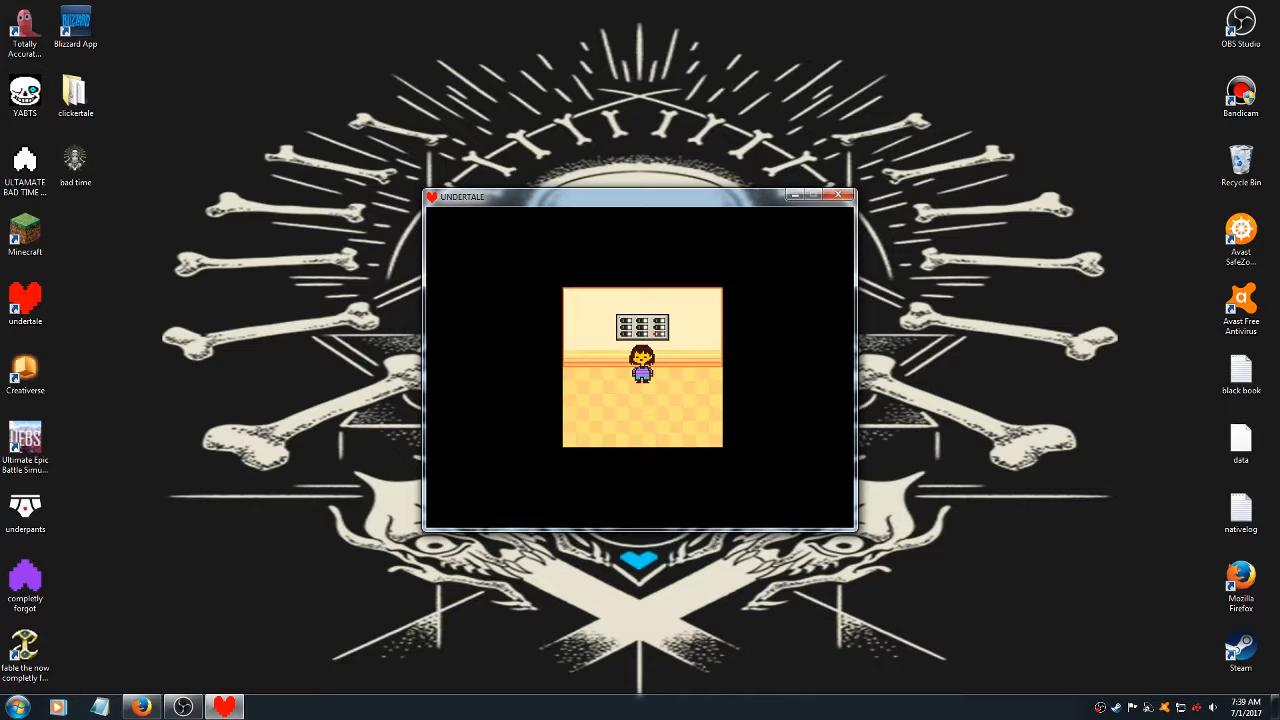 Totally
Accurat...
Blizzard App
YABTS
clickertale
ULTAMATE
BAD TIME ...
bad time
Minecraft
undertale
Creativerse
Ultimate Epic
Battle Simu...
underpants
completly
forgot
fable the now
completly f...
UNDERTALE
OBS Studio
Bandicam
Recycle Bin
Avast
SafeZo...
Avast Free
Antivirus
black book
data
nativelog
Mozilla
Firefox
Steam
7:39 AM
7/1/2017